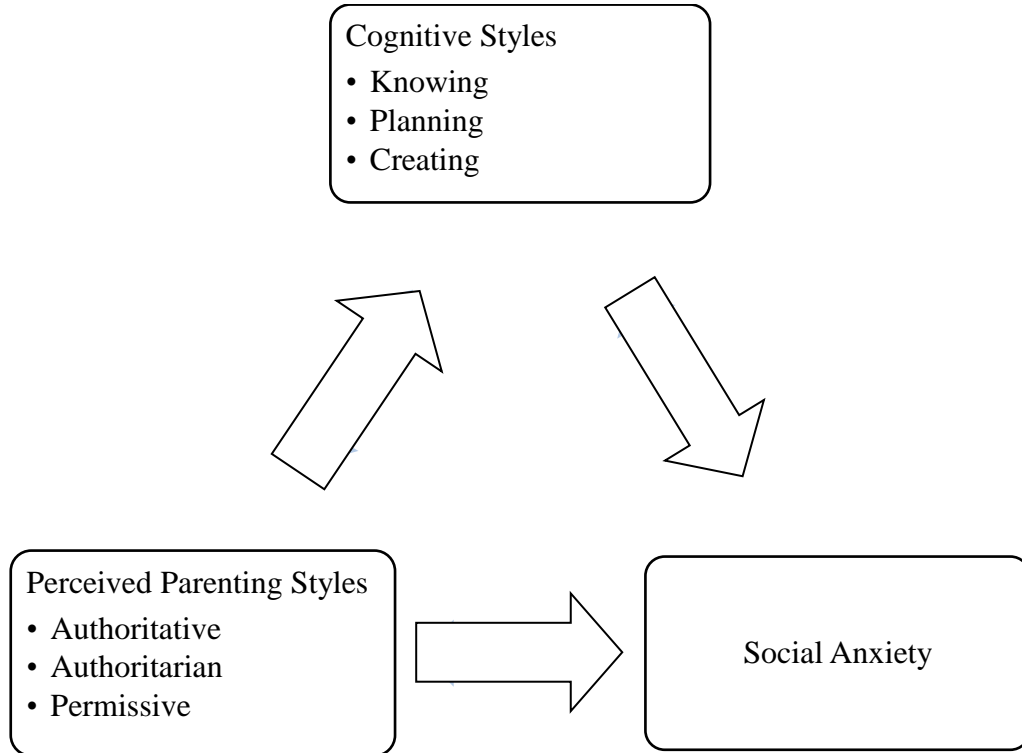 Cognitive Styles
• Knowing
• Planning
• Creating
Perceived Parenting Styles
• Authoritative
• Authoritarian
• Permissive
Social Anxiety